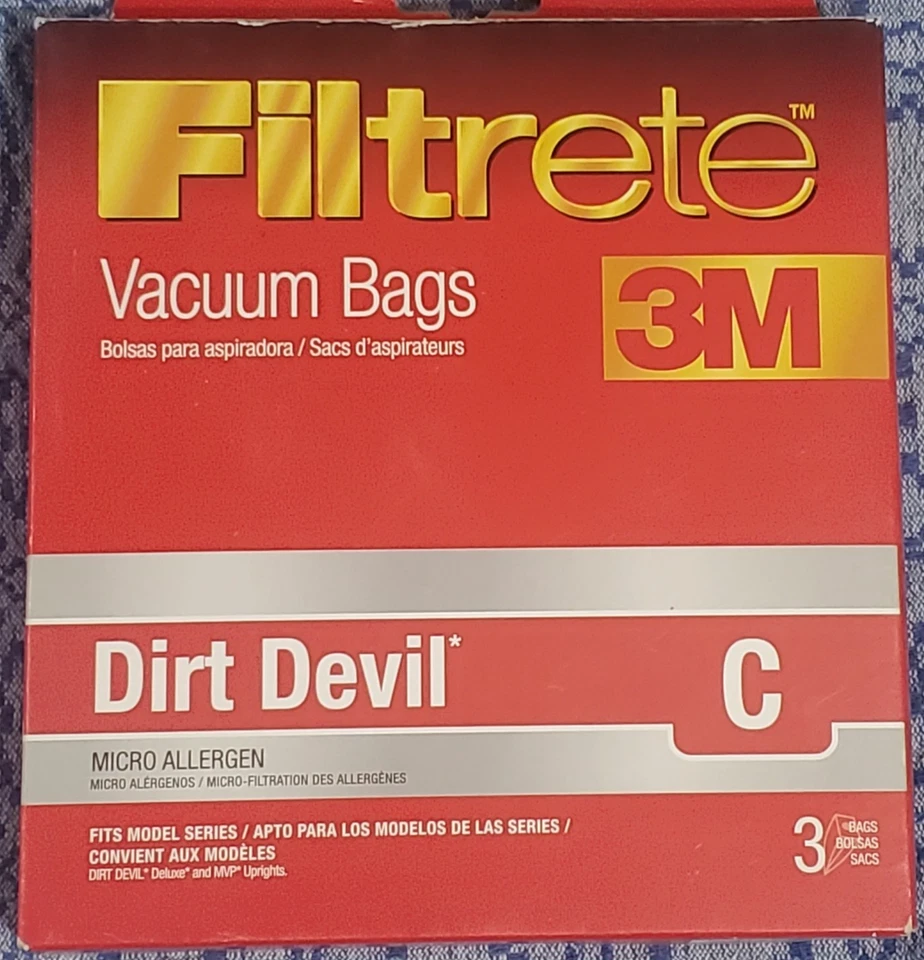 Filtrete™
Vacuum Bags
Bolsas para aspiradora / Sacs d'aspirateurs
3M
Dirt Devil*
C
MICRO ALLERGEN
MICRO ALÉRGENOS / MICRO-FILTRATION DES ALLERGÈNES
FITS MODEL SERIES / APTO PARA LOS MODELOS DE LAS SERIES /
CONVIENT AUX MODÈLES
DIRT DEVIL* Deluxe* and MVP* Uprights.
3 BAGS
BOLSAS
SACS